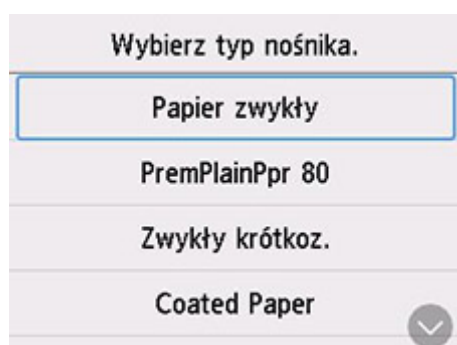 Wybierz typ nośnika.
Papier zwykły
PremPlainPpr 80
Zwykły krótkoz.
Coated Paper